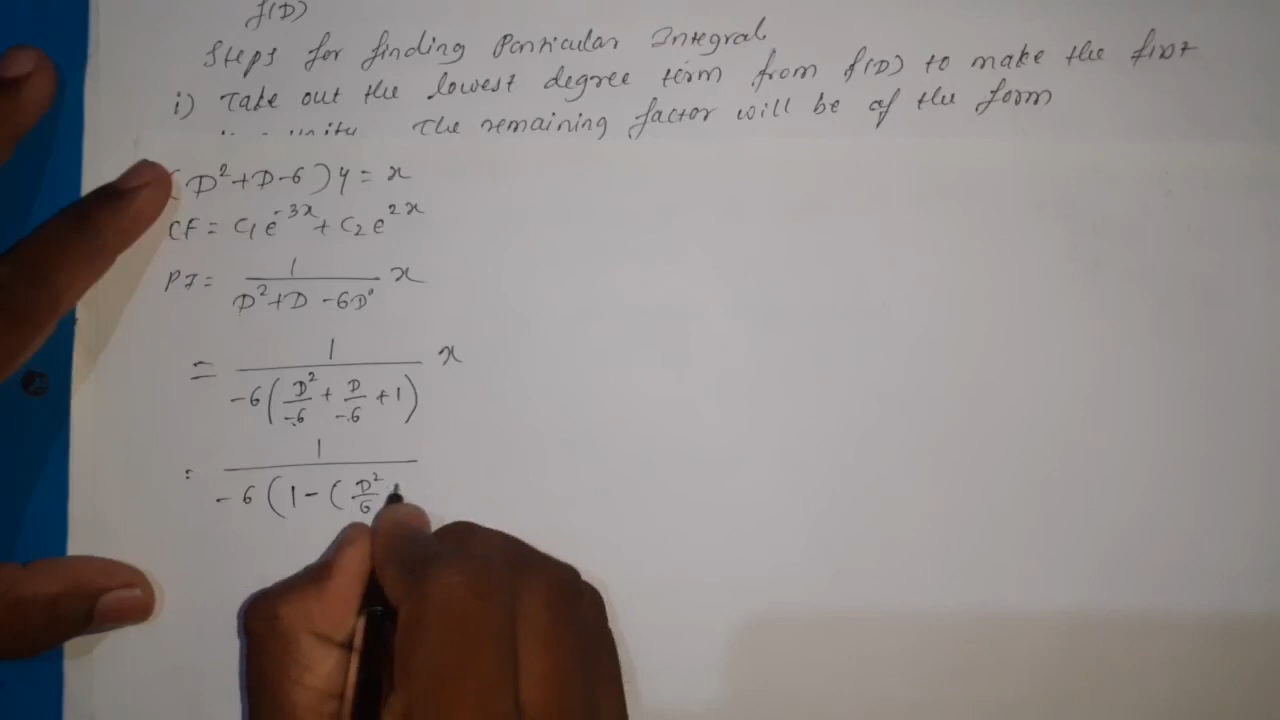 f(D)
Steps for finding Particular Integral
i) Take out the lowest degree term from f(D) to make the first
unity The remaining factor will be of the form
(D²+D-6)y = x
CF = C₁e⁻³ˣ + C₂e²ˣ
PI = 1/(D²+D-6D⁰) x
= 1/(-6(D²/-6 + D/-6 + 1)) x
= 1/(-6(1-(D²/6